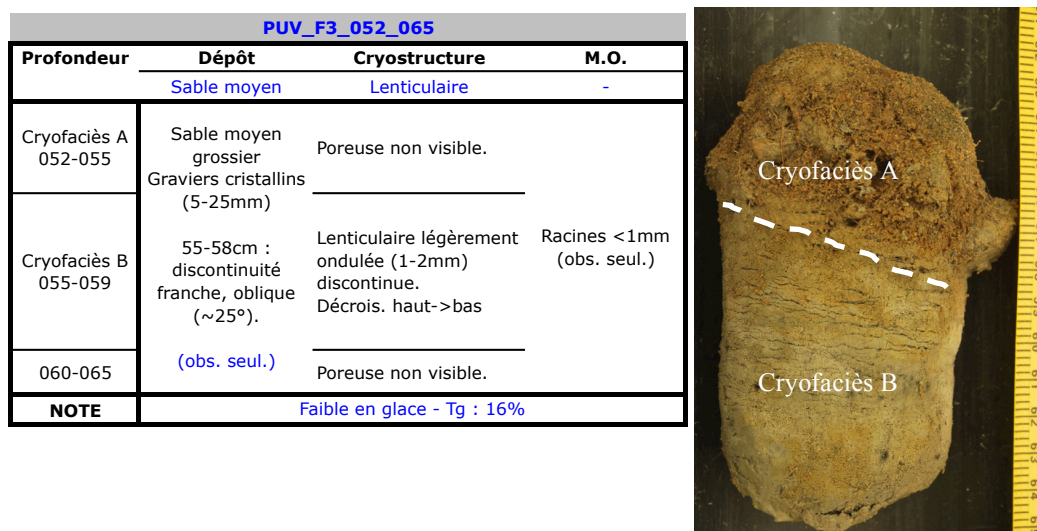 PUV_F3_052_065
Profondeur Dépôt Cryostructure M.O.
Sable moyen Lenticulaire -
Cryofaciès A
052-055
Sable moyen
grossier
Graviers cristallins
(5-25mm)
Poreuse non visible.
Cryofaciès B
055-059
55-58cm :
discontinuité
franche, oblique
(~25°).
(obs. seul.)
Lenticulaire légèrement
ondulée (1-2mm)
discontinue.
Décrois. haut->bas
Racines <1mm
(obs. seul.)
060-065
Poreuse non visible.
NOTE Faible en glace - Tg : 16%
Cryofaciès A
Cryofaciès B